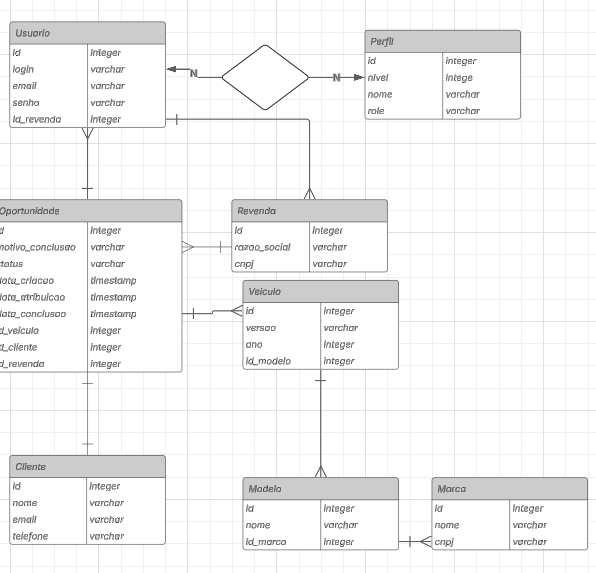 Usuario
id integer
login varchar
email varchar
senha varchar
id_revenda integer
N
N
Perfil
id integer
nivel intege
nome varchar
role varchar
Oportunidade
d integer
motivo_conclusao varchar
status varchar
data_criacao timestamp
data_atribuicao timestamp
data_conclusao timestamp
d_veiculo integer
d_cliente integer
d_revenda integer
Revenda
id integer
razao_social varchar
cnpj varchar
Veiculo
id integer
versao varchar
ano integer
id_modelo integer
Cliente
id integer
nome varchar
email varchar
telefone varchar
Modelo
id integer
nome varchar
id_marca integer
Marca
id integer
nome varchar
cnpj varchar